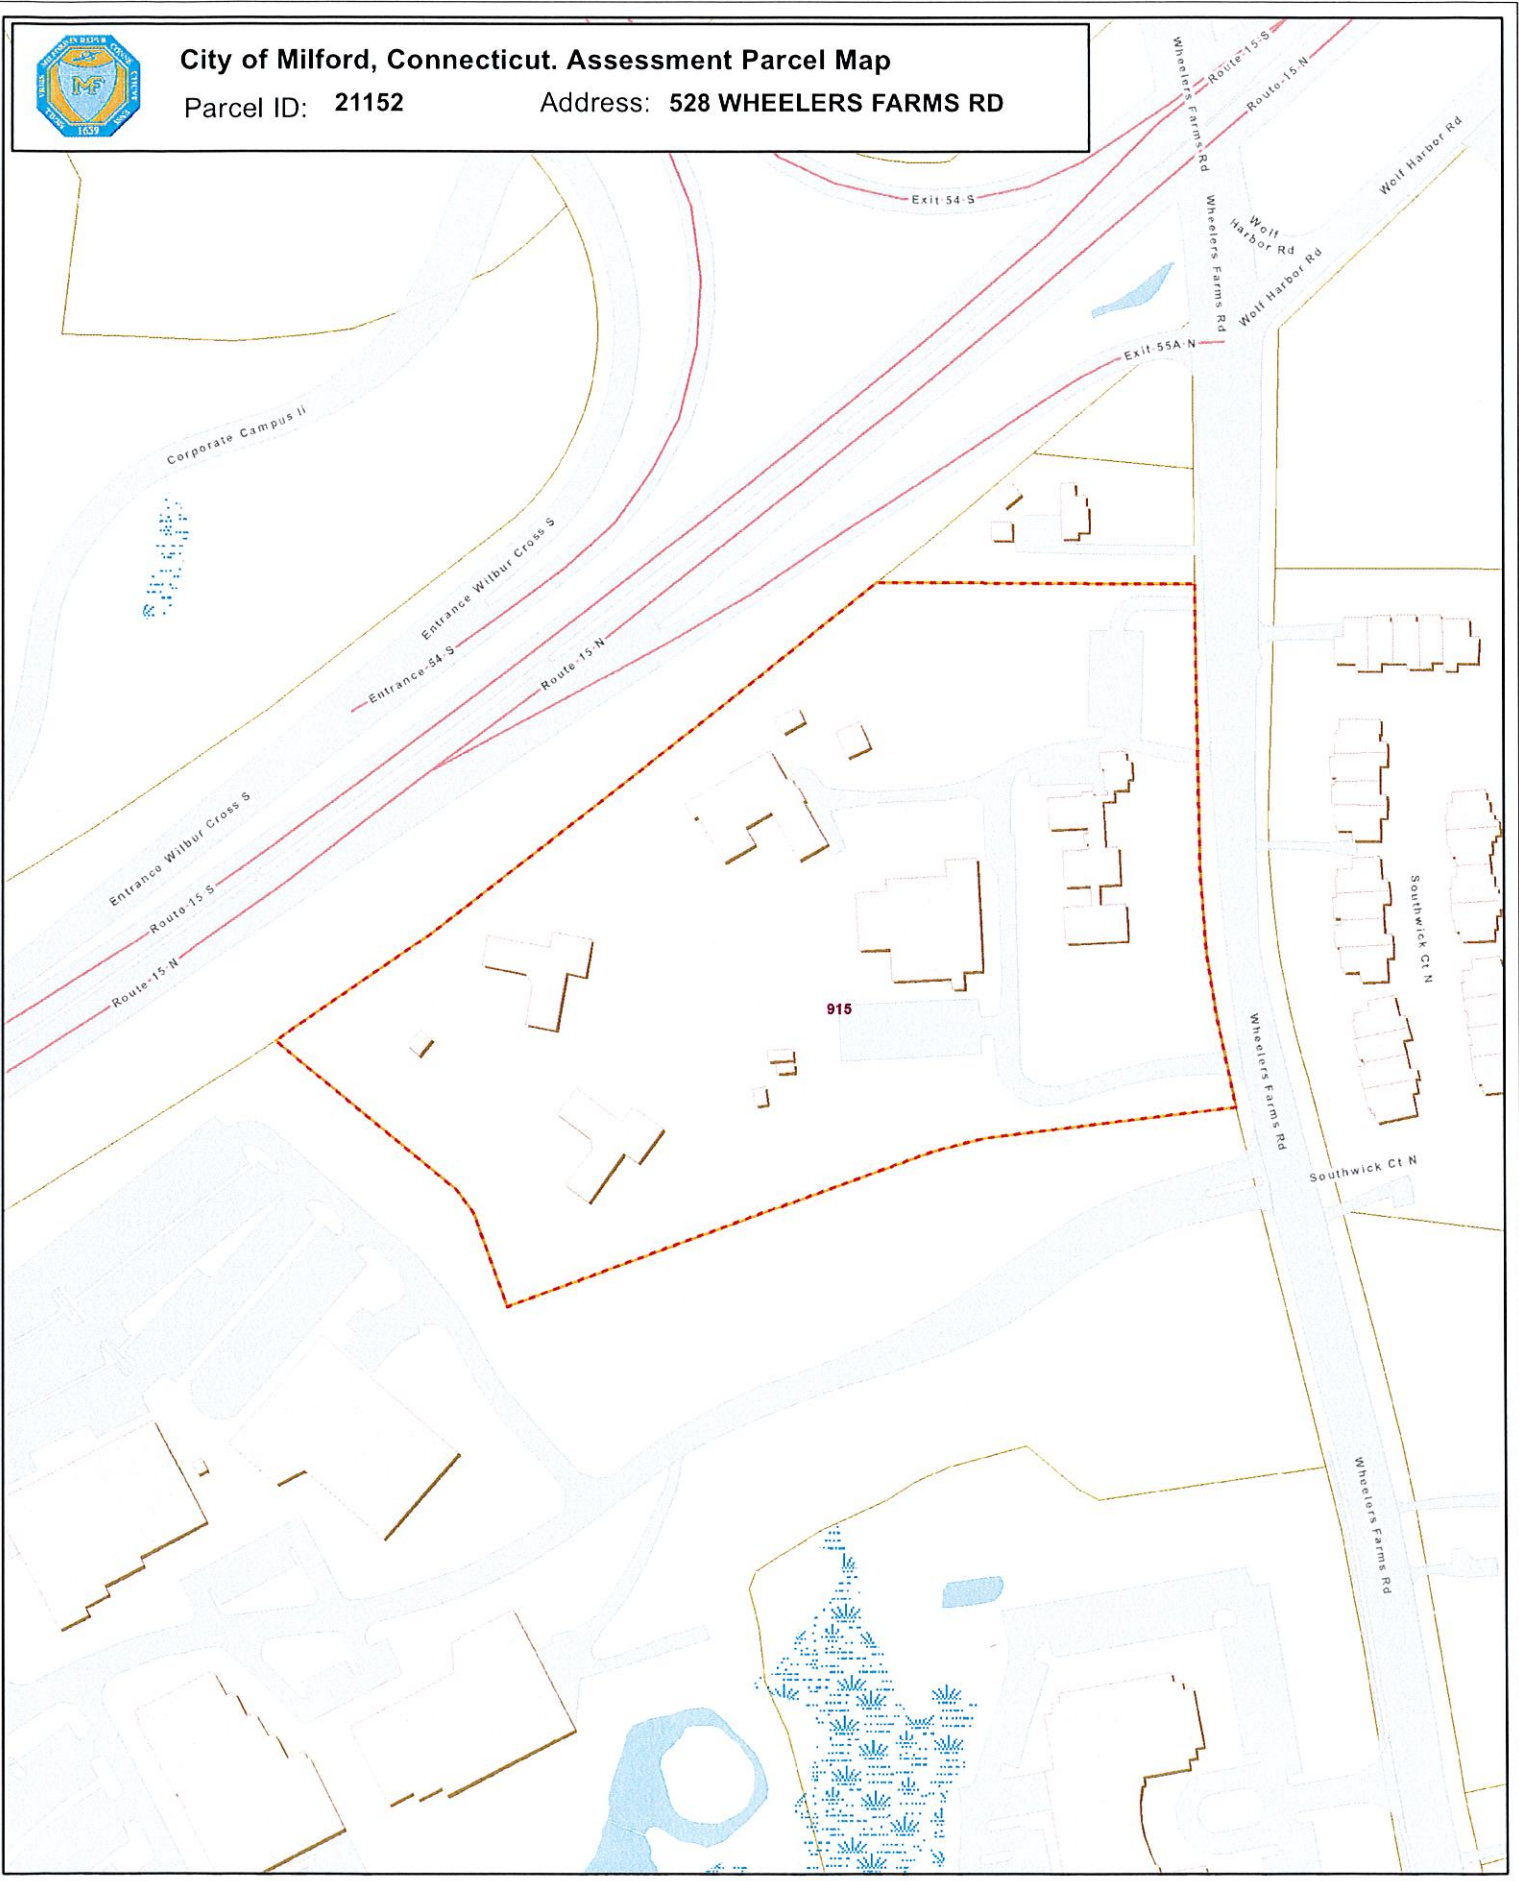 City of Milford, Connecticut. Assessment Parcel Map
Parcel ID: 21152 Address: 528 WHEELERS FARMS RD
MF
1639
Wheelers Farms Rd
Route-15-S
Route-15-N
Wolf Harbor Rd
Exit 54-S
Wheelers Farms Rd
Wolf
Harbor Rd
Wolf Harbor Rd
Exit-55A-N
Corporate Campus Ii
Entrance Wilbur Cross S
Entrance-54-S
Route-15-N
Entrance Wilbur Cross S
Route-15-S
Route-15-N
Southwick Ct N
915
Wheelers Farms Rd
Southwick Ct N
Wheelers Farms Rd